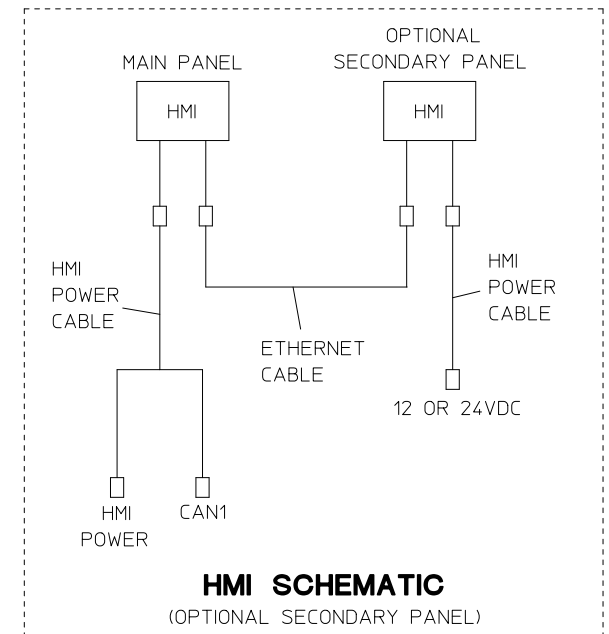 OPTIONAL
SECONDARY PANEL
MAIN PANEL
HMI
HMI
HMI
POWER
CABLE
HMI
POWER
CABLE
ETHERNET
CABLE
12 OR 24VDC
HMI
POWER
CAN1
HMI SCHEMATIC
(OPTIONAL SECONDARY PANEL)